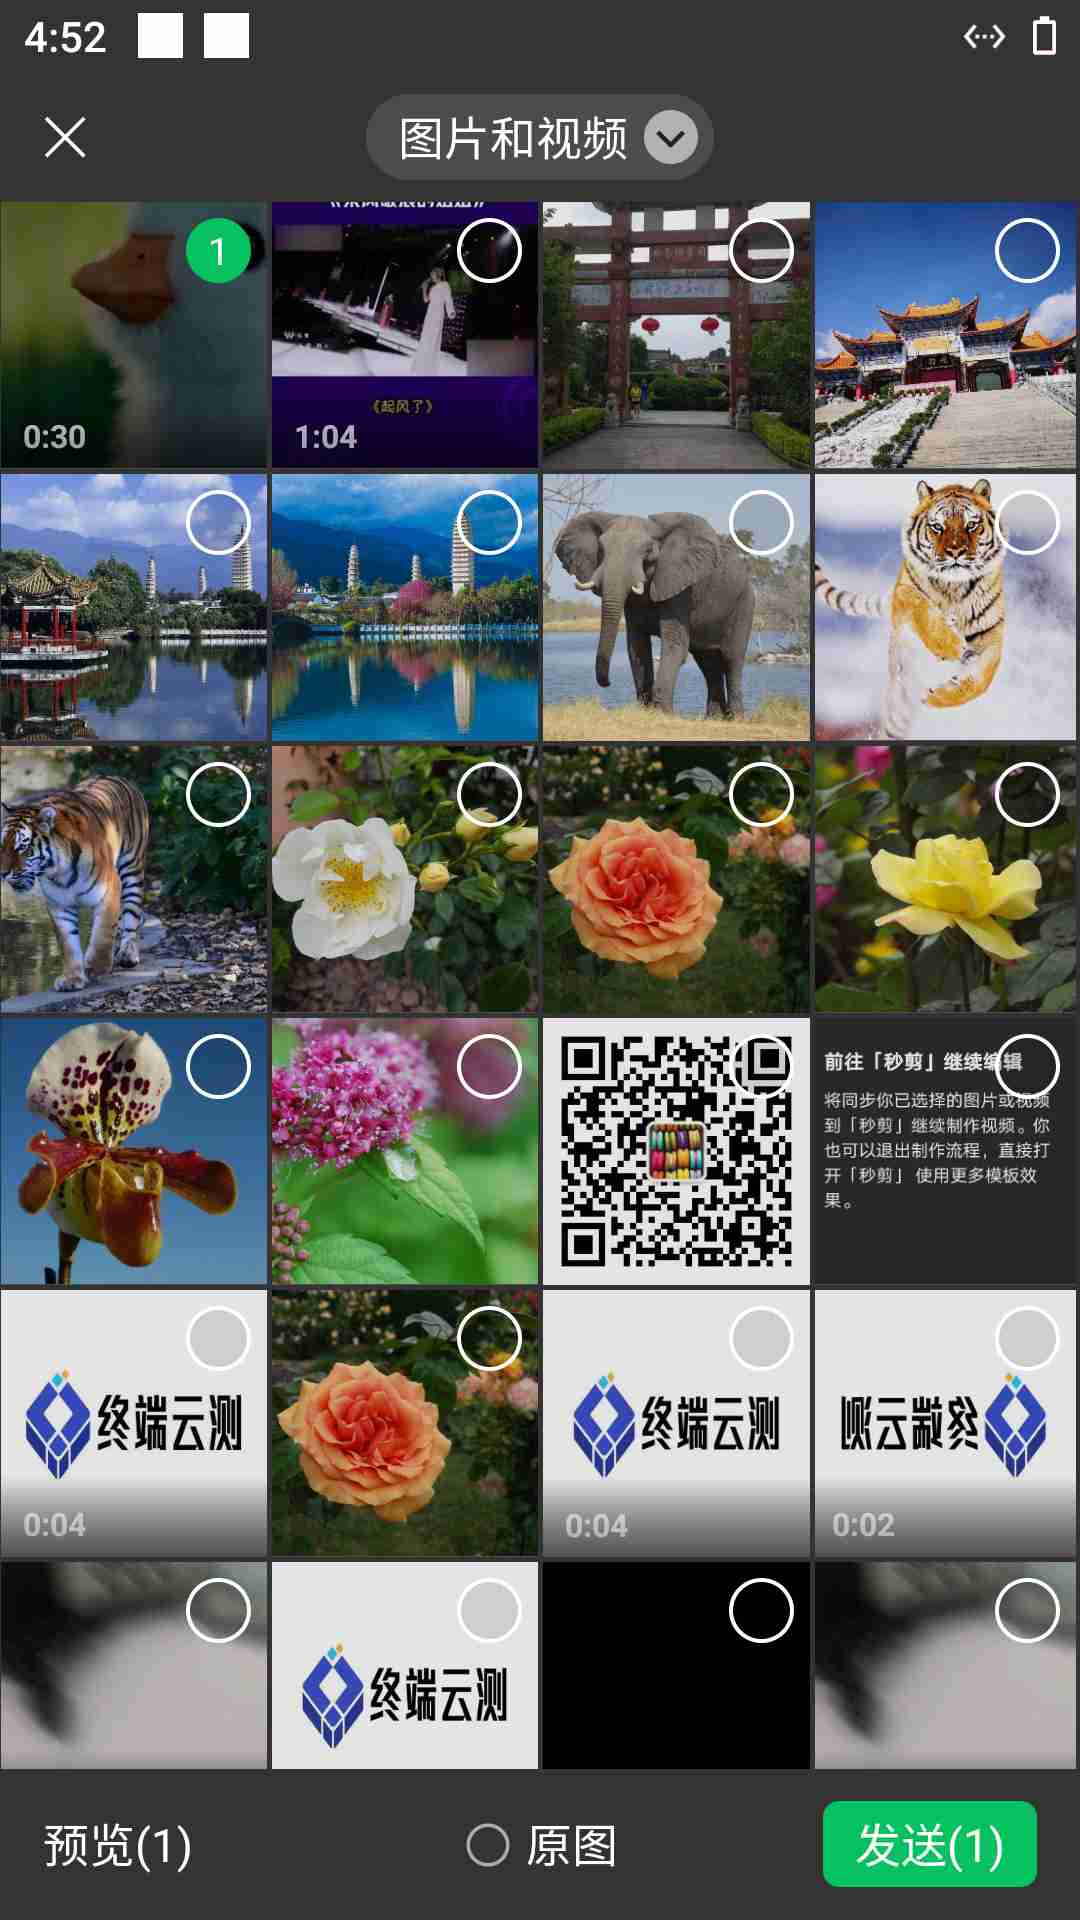 4:52
图片和视频
1
《起风了》
0:30
1:04
前往「秒剪」继续编辑
将同步你已选择的图片或视频
到「秒剪」继续制作视频。你
也可以退出制作流程，直接打
开「秒剪」使用更多模板效
果。
终端云测
0:04
终端云测
0:04
终端云测
0:02
终端云测
预览(1)
原图
发送(1)